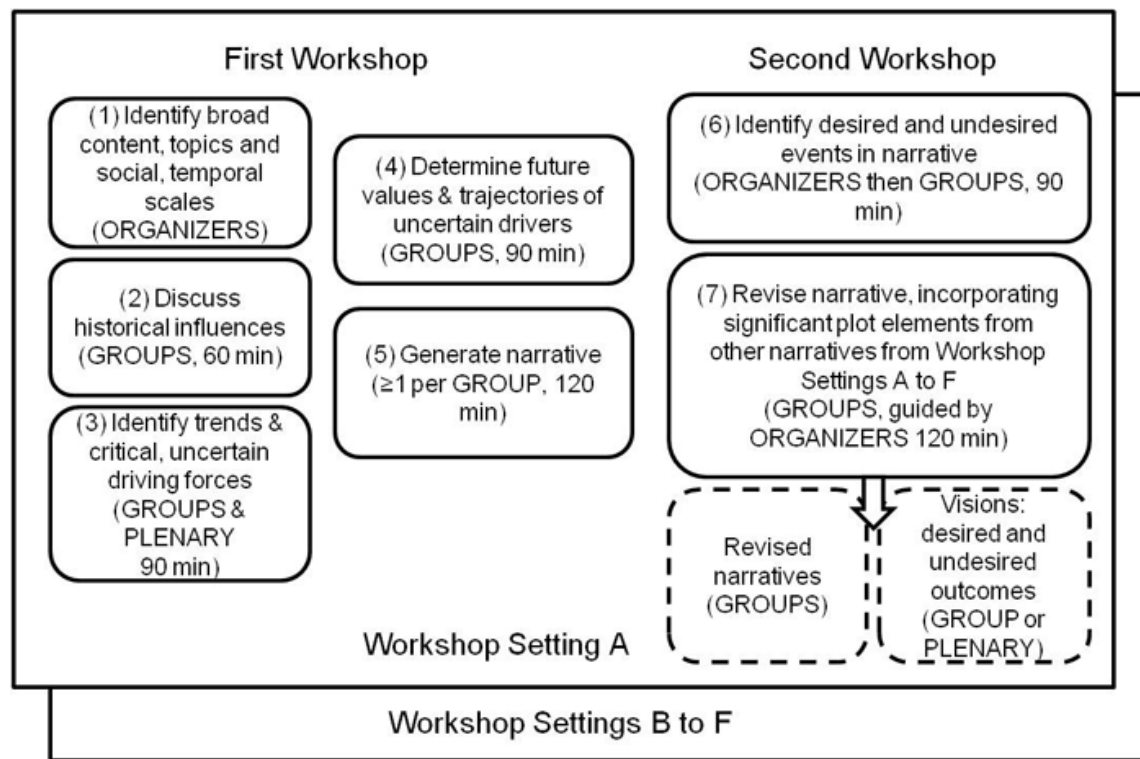 First Workshop
(1) Identify broad
content, topics and
social, temporal
scales
(ORGANIZERS)
(2) Discuss
historical influences
(GROUPS, 60 min)
(3) Identify trends &
critical, uncertain
driving forces
(GROUPS &
PLENARY
90 min)
(4) Determine future
values & trajectories of
uncertain drivers
(GROUPS, 90 min)
(5) Generate narrative
(≥1 per GROUP, 120
min)
Second Workshop
(6) Identify desired and undesired
events in narrative
(ORGANIZERS then GROUPS, 90
min)
(7) Revise narrative, incorporating
significant plot elements from
other narratives from Workshop
Settings A to F
(GROUPS, guided by
ORGANIZERS 120 min)
Revised
narratives
(GROUPS)
Visions:
desired and
undesired
outcomes
(GROUP or
PLENARY)
Workshop Setting A
Workshop Settings B to F